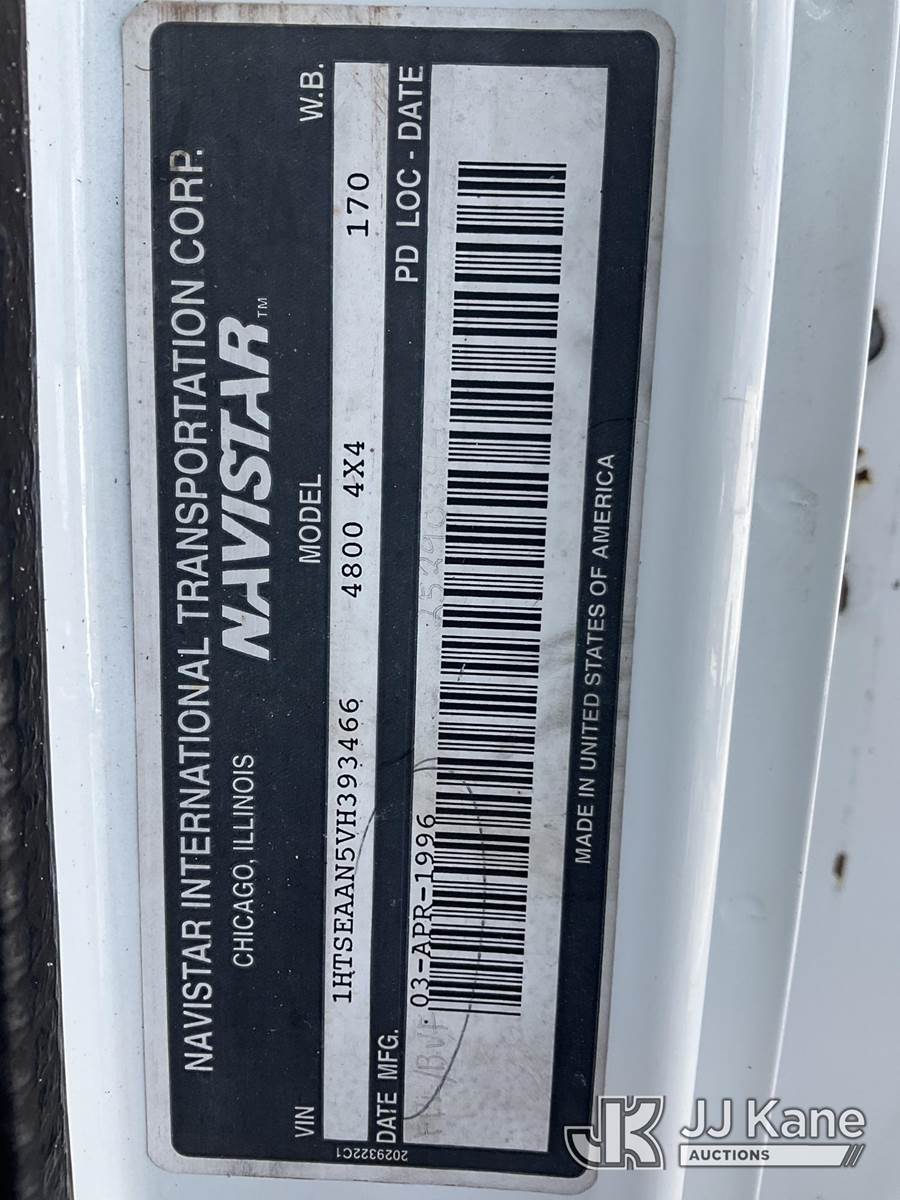 NAVISTAR INTERNATIONAL TRANSPORTATION CORP.
CHICAGO, ILLINOIS NAVISTAR™
VIN MODEL W.B.
1HTSEAAN5VH393466 4800 4X4 170
DATE MFG. PD LOC - DATE
03-APR-1996
MADE IN UNITED STATES OF AMERICA
2029322C1
JK JJ Kane
AUCTIONS